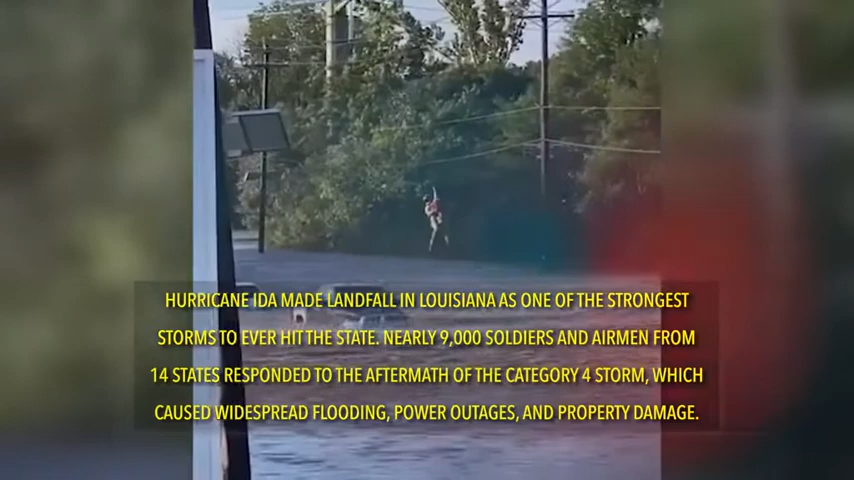 HURRICANE IDA MADE LANDFALL IN LOUISIANA AS ONE OF THE STRONGEST
STORMS TO EVER HIT THE STATE. NEARLY 9,000 SOLDIERS AND AIRMEN FROM
14 STATES RESPONDED TO THE AFTERMATH OF THE CATEGORY 4 STORM, WHICH
CAUSED WIDESPREAD FLOODING, POWER OUTAGES, AND PROPERTY DAMAGE.